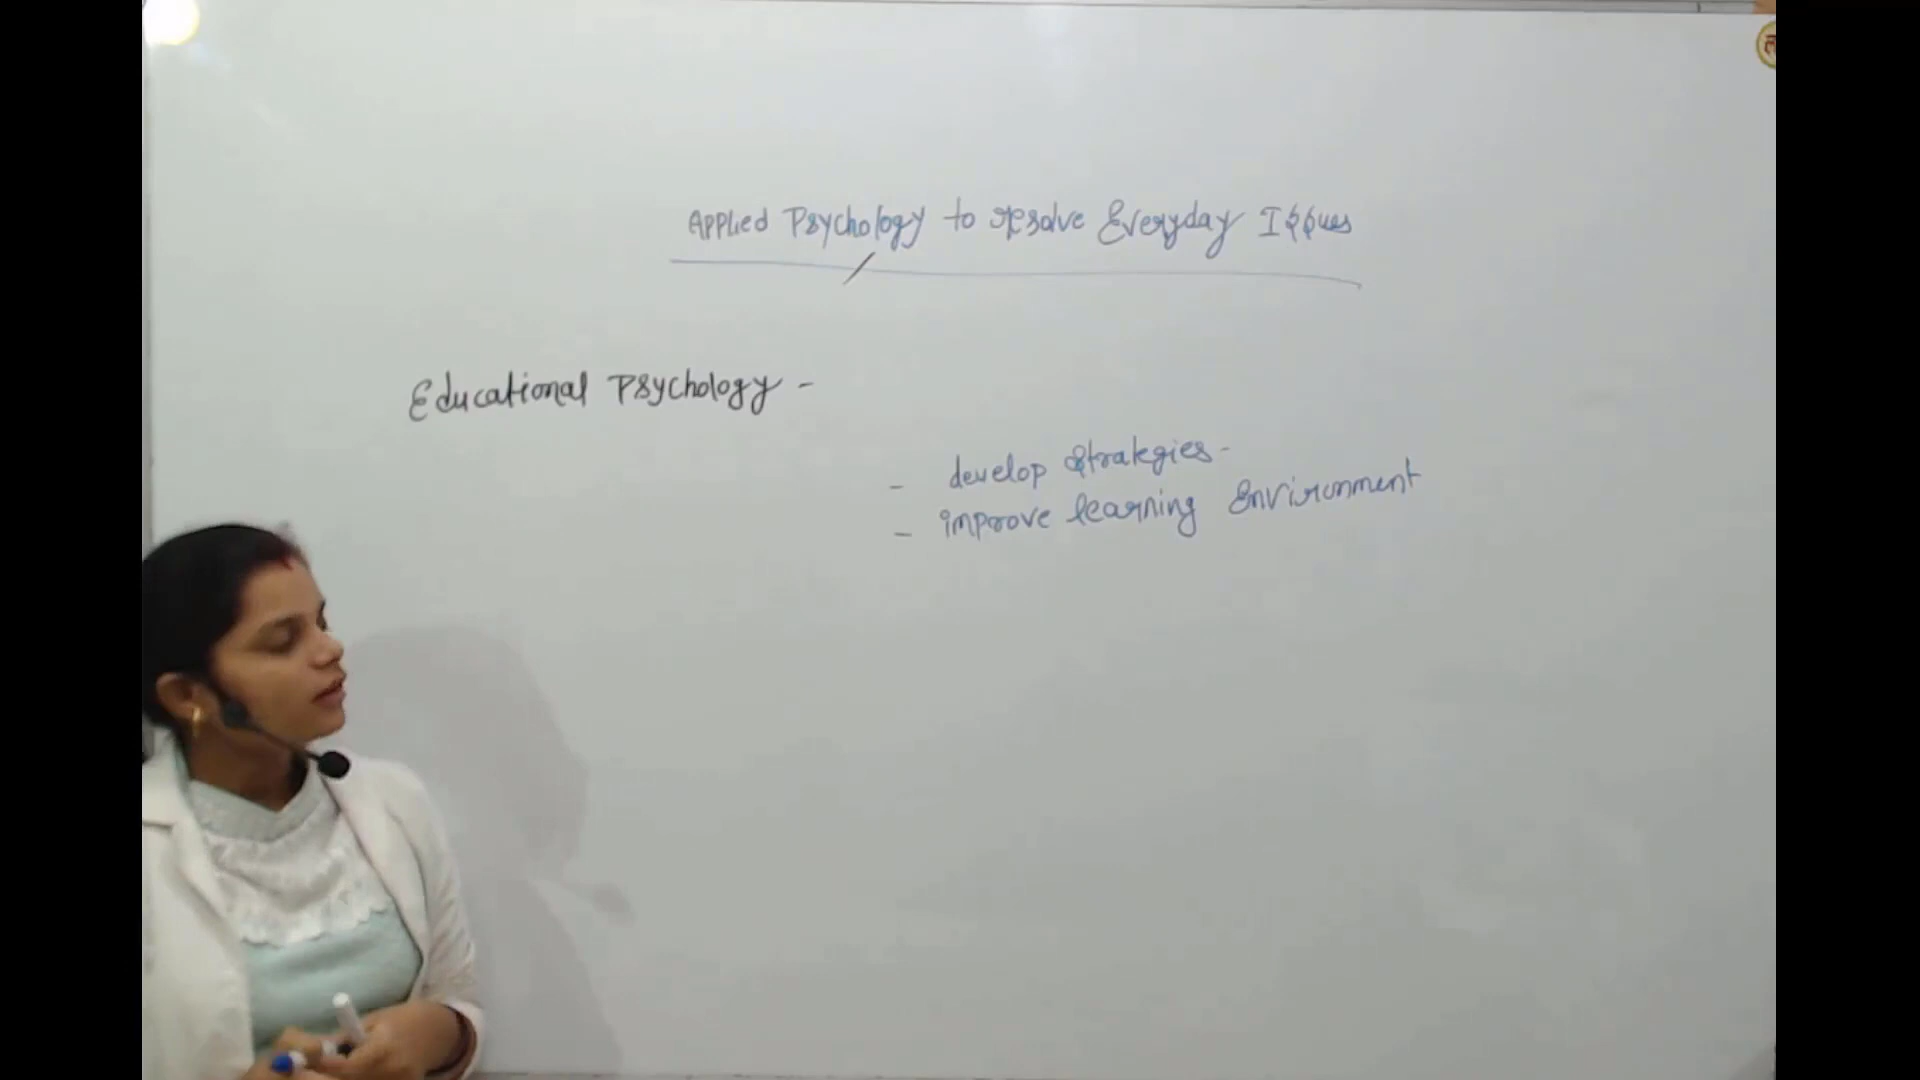 Applied Psychology to resolve Everyday Issues
Educational Psychology -
- develop strategies -
- improve learning Environment